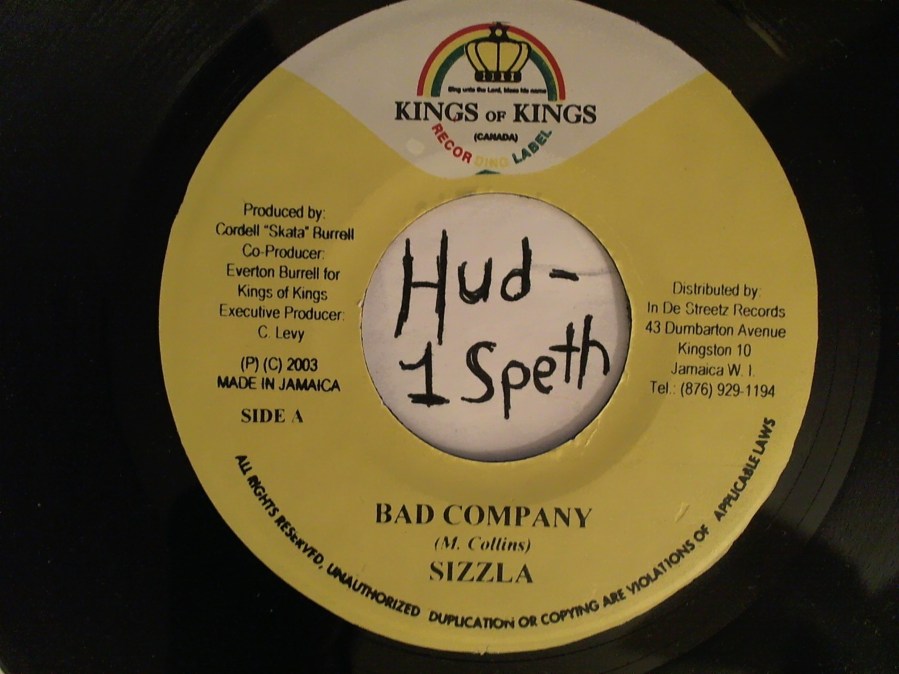 Sing unto the Lord, bless his name
KINGS OF KINGS
(CANADA)
RECORDING LABEL
Produced by:
Cordell "Skata" Burrell
Co-Producer:
Everton Burrell for
Kings of Kings
Executive Producer:
C. Levy
(P) (C) 2003
MADE IN JAMAICA
SIDE A
Hud-
1 Speth
Distributed by:
In De Streetz Records
43 Dumbarton Avenue
Kingston 10
Jamaica W. I.
Tel.: (876) 929-1194
BAD COMPANY
(M. Collins)
SIZZLA
ALL RIGHTS RESERVED, UNAUTHORIZED DUPLICATION OR COPYING ARE VIOLATIONS OF APPLICABLE LAWS